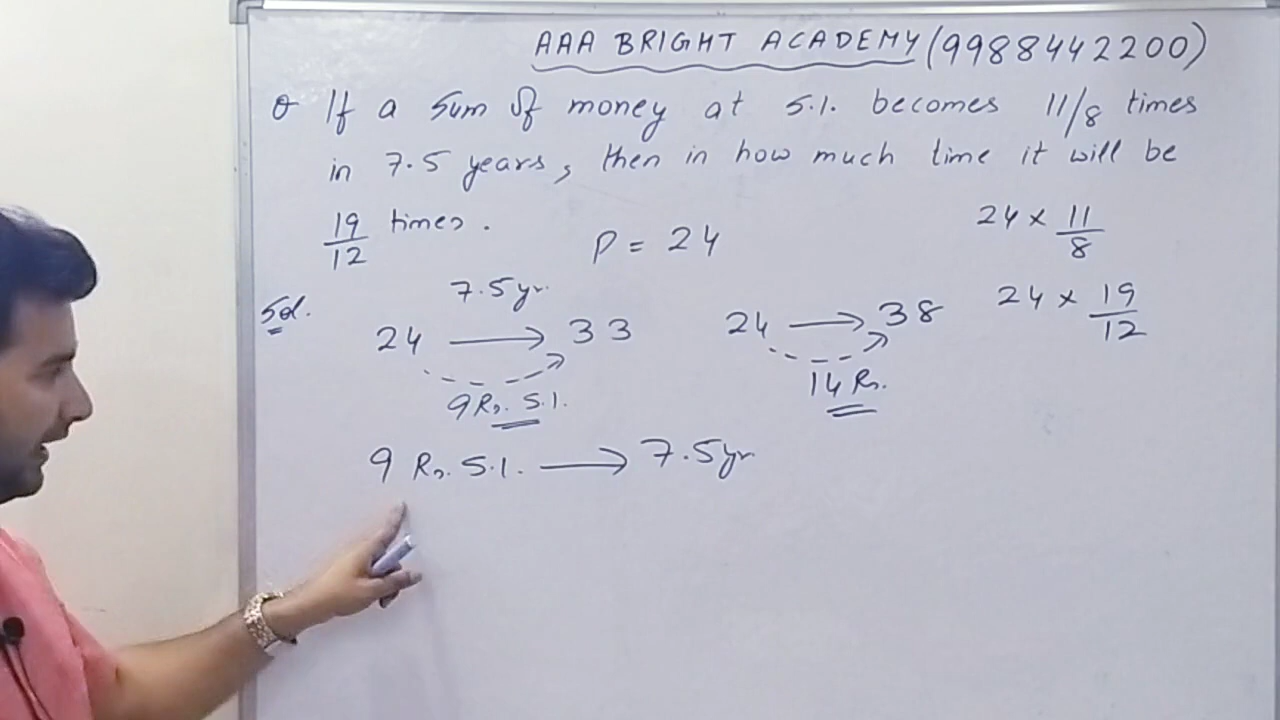 AAA BRIGHT ACADEMY (9988442200)
Q If a sum of money at S.I. becomes 11/8 times
in 7.5 years, then in how much time it will be
19/12 times.
P = 24
24 × 11/8
Sol.
7.5 yr.
24 → 33
9 Rs. S.I.
24 → 38
14 Rs.
24 × 19/12
9 Rs. S.I. → 7.5 yr.